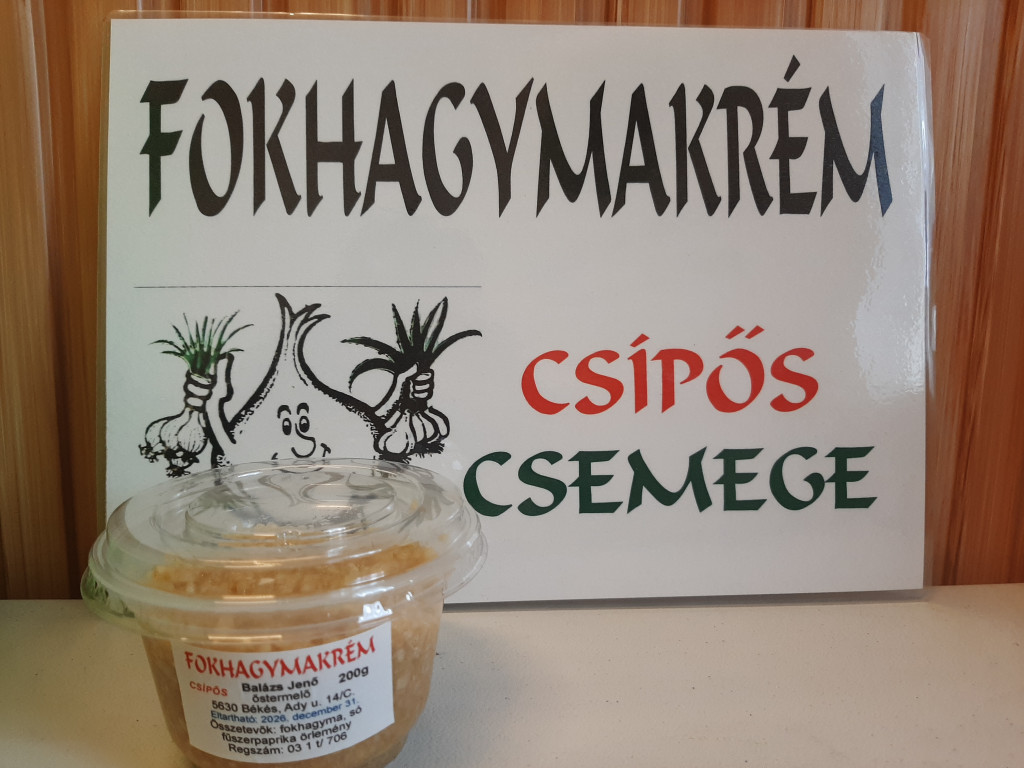 FOKHAGYMAKRÉM
CSÍPŐS
CSEMEGE
FOKHAGYMAKRÉM
CSÍPŐS Balázs Jenő 200g
őstermelő
5630 Békés, Ady u. 14/C.
Eltartható: 2026. december 31.
Összetevők: fokhagyma, só
fűszerpaprika őrlemény
Regszám: 03 1 t/ 706